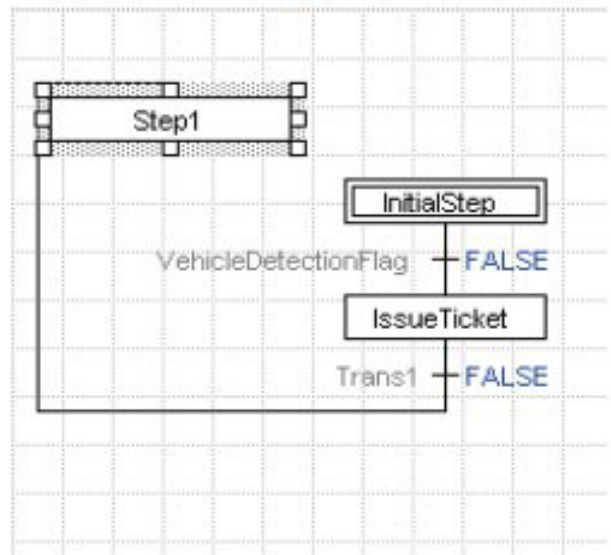 Step1
InitialStep
VehicleDetectionFlag FALSE
IssueTicket
Trans1 FALSE